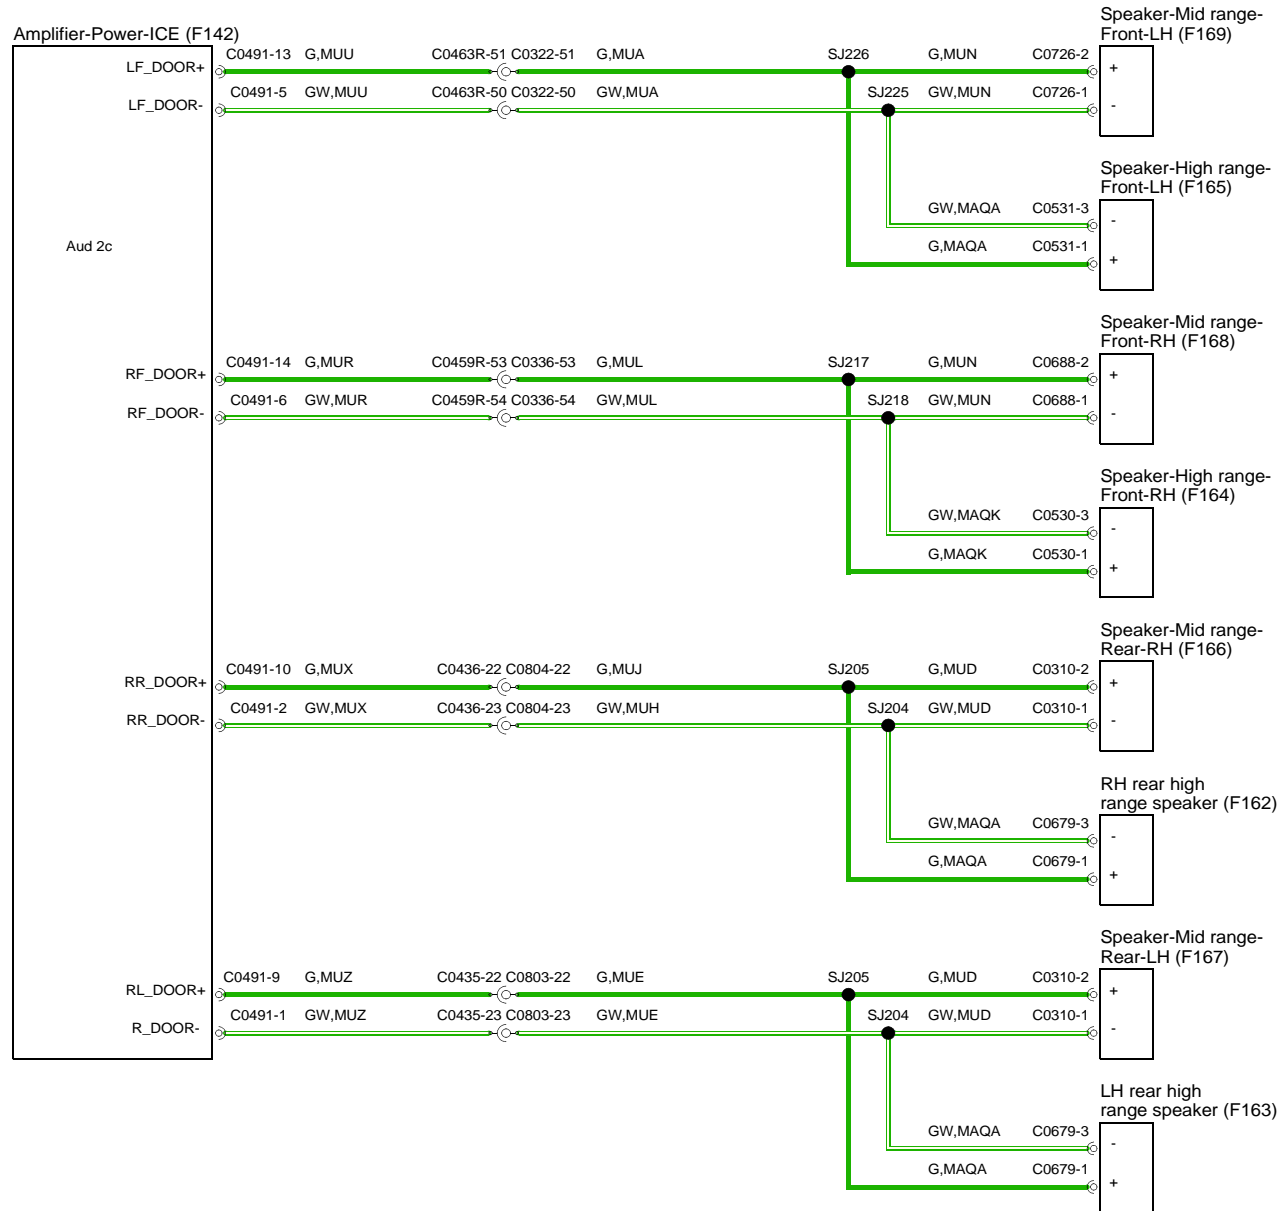 Amplifier-Power-ICE (F142)
Aud 2c
Speaker-Mid range-
Front-LH (F169)
LF_DOOR+ C0491-13 G,MUU C0463R-51 C0322-51 G,MUA SJ226 G,MUN C0726-2 +
LF_DOOR- C0491-5 GW,MUU C0463R-50 C0322-50 GW,MUA SJ225 GW,MUN C0726-1 -
Speaker-High range-
Front-LH (F165)
GW,MAQA C0531-3 -
G,MAQA C0531-1 +
Speaker-Mid range-
Front-RH (F168)
RF_DOOR+ C0491-14 G,MUR C0459R-53 C0336-53 G,MUL SJ217 G,MUN C0688-2 +
RF_DOOR- C0491-6 GW,MUR C0459R-54 C0336-54 GW,MUL SJ218 GW,MUN C0688-1 -
Speaker-High range-
Front-RH (F164)
GW,MAQK C0530-3 -
G,MAQK C0530-1 +
Speaker-Mid range-
Rear-RH (F166)
RR_DOOR+ C0491-10 G,MUX C0436-22 C0804-22 G,MUJ SJ205 G,MUD C0310-2 +
RR_DOOR- C0491-2 GW,MUX C0436-23 C0804-23 GW,MUH SJ204 GW,MUD C0310-1 -
RH rear high
range speaker (F162)
GW,MAQA C0679-3 -
G,MAQA C0679-1 +
Speaker-Mid range-
Rear-LH (F167)
RL_DOOR+ C0491-9 G,MUZ C0435-22 C0803-22 G,MUE SJ205 G,MUD C0310-2 +
R_DOOR- C0491-1 GW,MUZ C0435-23 C0803-23 GW,MUE SJ204 GW,MUD C0310-1 -
LH rear high
range speaker (F163)
GW,MAQA C0679-3 -
G,MAQA C0679-1 +